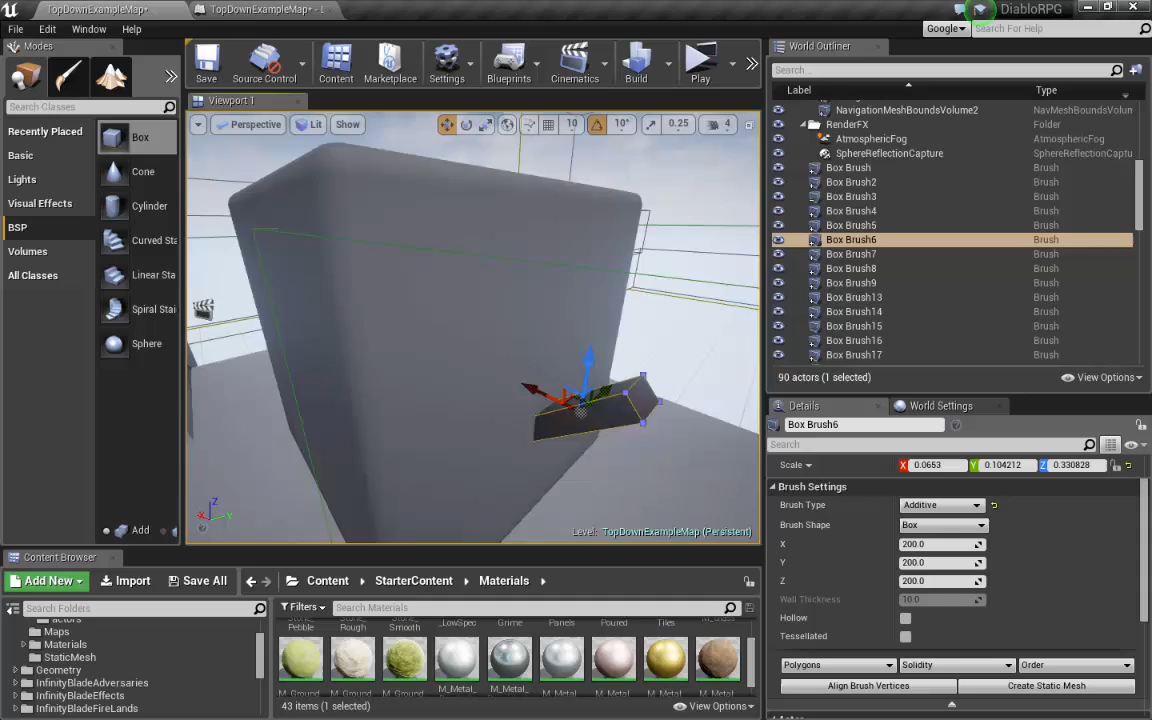 TopDownExampleMap*
TopDownExampleMap* - L
DiabloRPG
File
Edit
Window
Help
Google
Search For Help
Modes
Save
Source Control
Content
Marketplace
Settings
Blueprints
Cinematics
Build
Play
World Outliner
Search...
Label
Type
Search Classes
Viewport 1
Perspective
Lit
Show
10
10°
0.25
4
NavigationMeshBoundsVolume2
NavMeshBoundsVolum
RenderFX
Folder
AtmosphericFog
AtmosphericFog
SphereReflectionCapture
SphereReflectionCaptu
Box Brush
Brush
Box Brush2
Brush
Box Brush3
Brush
Box Brush4
Brush
Box Brush5
Brush
Box Brush6
Brush
Box Brush7
Brush
Box Brush8
Brush
Box Brush9
Brush
Box Brush13
Brush
Box Brush14
Brush
Box Brush15
Brush
Box Brush16
Brush
Box Brush17
Brush
90 actors (1 selected)
View Options
Recently Placed
Basic
Lights
Visual Effects
BSP
Volumes
All Classes
Box
Cone
Cylinder
Curved Sta
Linear Sta
Spiral Stai
Sphere
Add
Z
X
Y
Level: TopDownExampleMap (Persistent)
Details
World Settings
Box Brush6
Search
Scale
X 0.0653
Y 0.104212
Z 0.330828
Brush Settings
Brush Type
Additive
Brush Shape
Box
X
200.0
Y
200.0
Z
200.0
Wall Thickness
10.0
Hollow
Tessellated
Polygons
Solidity
Order
Align Brush Vertices
Create Static Mesh
Content Browser
Add New
Import
Save All
Content
StarterContent
Materials
Search Folders
Filters
Search Materials
Maps
Materials
StaticMesh
Geometry
InfinityBladeAdversaries
InfinityBladeEffects
InfinityBladeFireLands
Pebble
Rough
Smooth
_LowSpec
Grime
Panels
Poured
Tiles
M_Ground
M_Ground
M_Ground
M_Metal_
M_Metal_
M_Metal
M_Metal
M_Metal
43 items (1 selected)
View Options